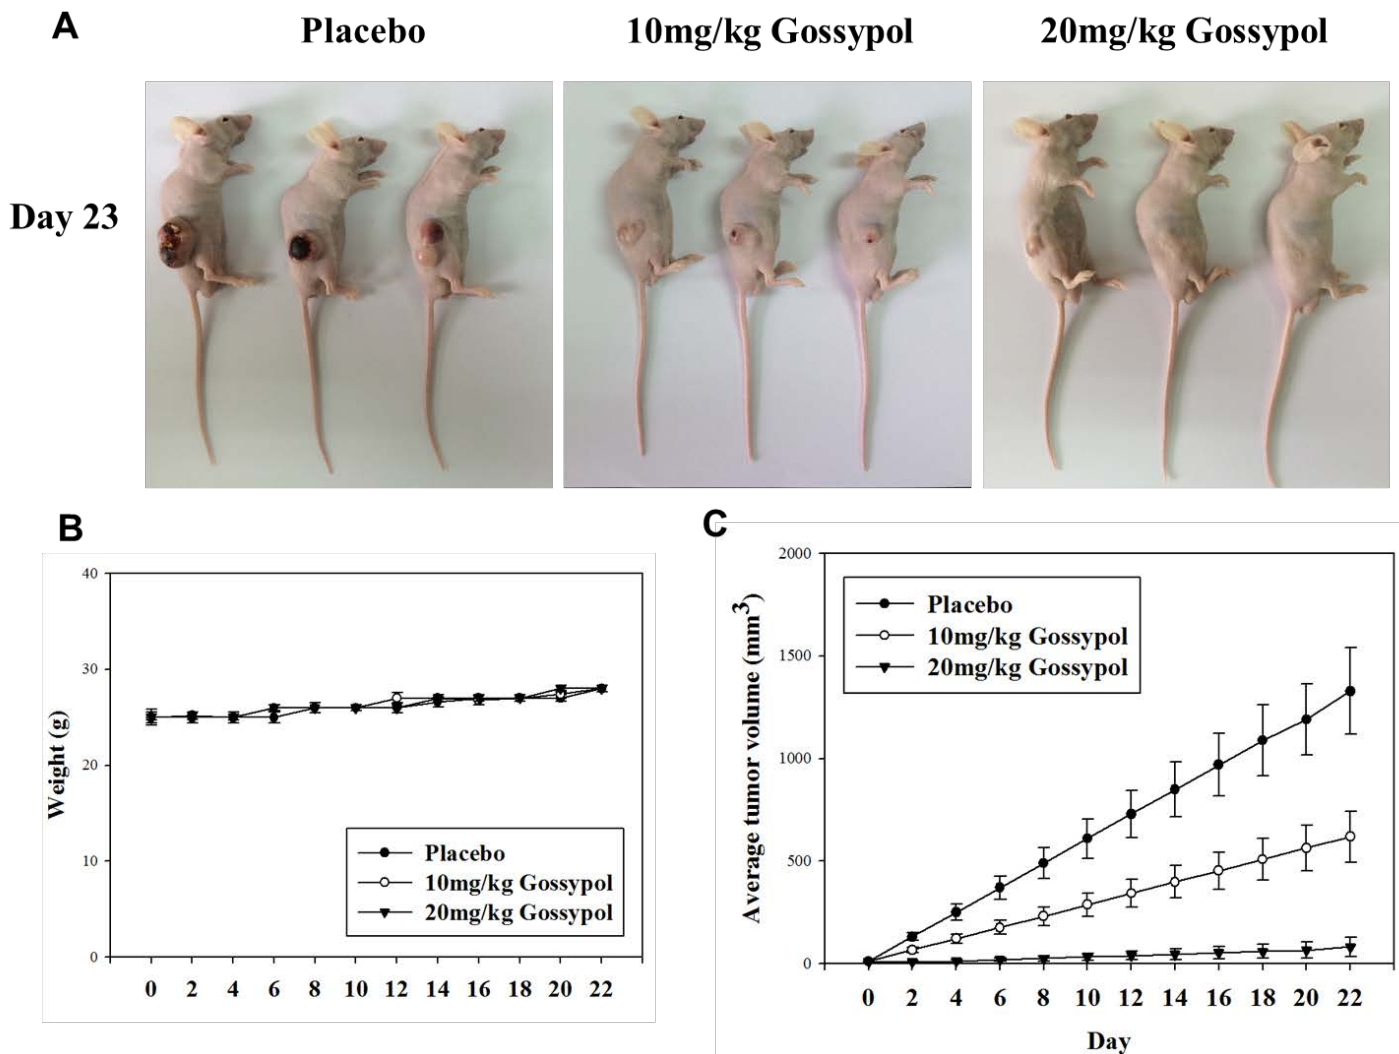 A
Placebo
10mg/kg Gossypol
20mg/kg Gossypol
Day 23
B
40
30
20
10
0
Weight (g)
Placebo
10mg/kg Gossypol
20mg/kg Gossypol
0 2 4 6 8 10 12 14 16 18 20 22
C
2000
1500
1000
500
0
Average tumor volume (mm³)
Placebo
10mg/kg Gossypol
20mg/kg Gossypol
0 2 4 6 8 10 12 14 16 18 20 22
Day